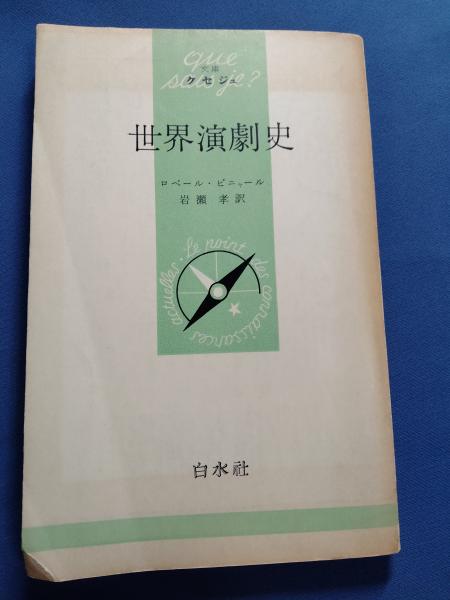 que
文庫
sais-je?
クセジュ
世界演劇史
ロベール・ピニャール
岩瀬 孝訳
Le point des connaissances actuelles・
白水社